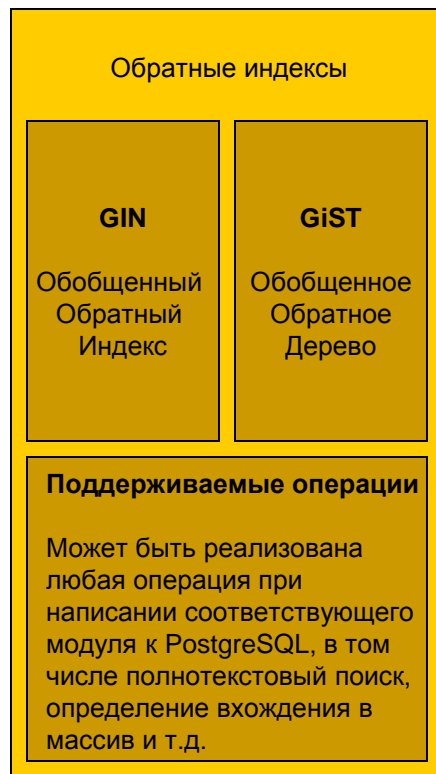 Обратные индексы
GIN
Обобщенный
Обратный
Индекс
GiST
Обобщенное
Обратное
Дерево
Поддерживаемые операции
Может быть реализована
любая операция при
написании соответствующего
модуля к PostgreSQL, в том
числе полнотекстовый поиск,
определение вхождения в
массив и т.д.